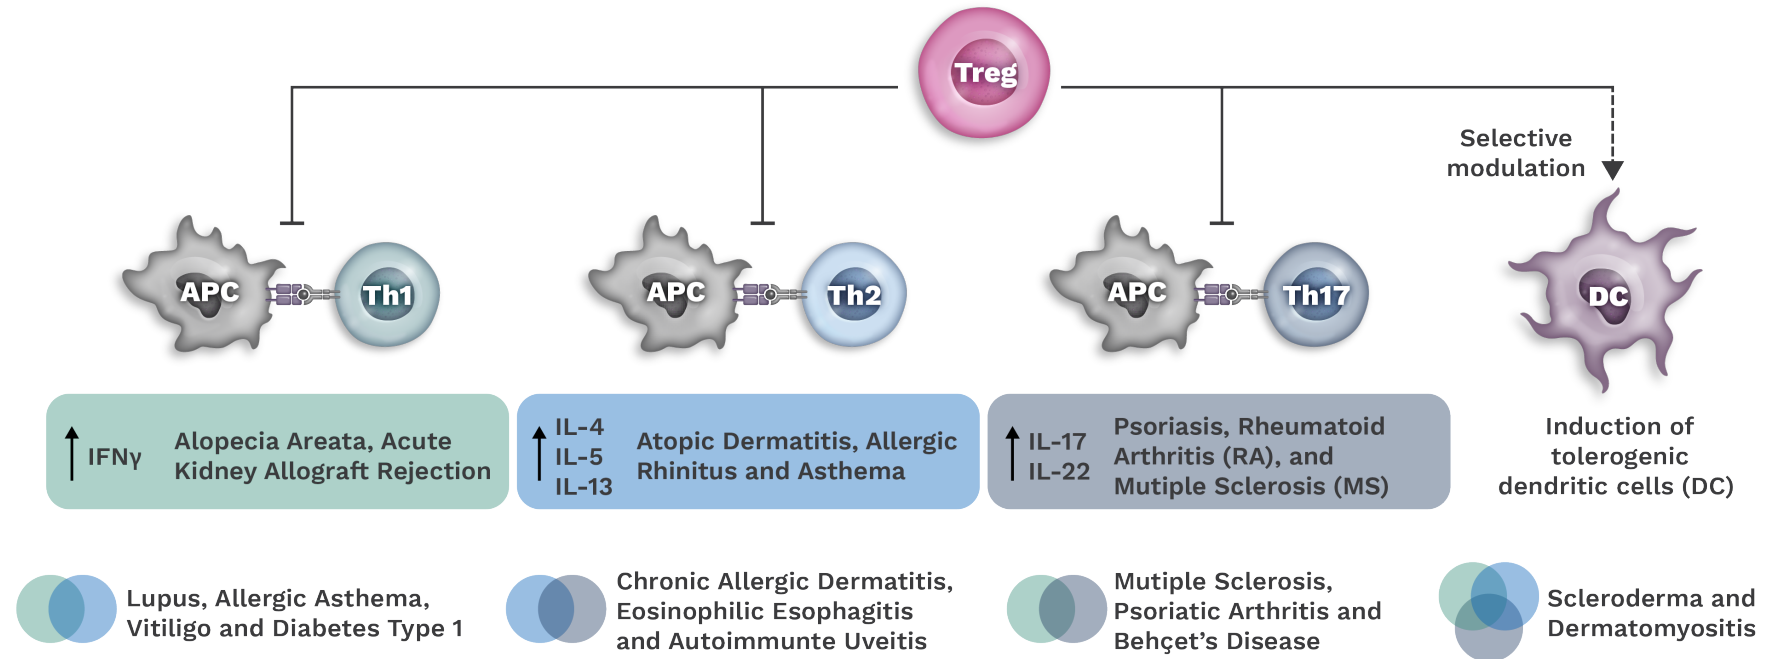 Treg
Selective
modulation
APC
Th1
APC
Th2
APC
Th17
DC
IFNγ
Alopecia Areata, Acute
Kidney Allograft Rejection
IL-4
IL-5
IL-13
Atopic Dermatitis, Allergic
Rhinitus and Asthema
IL-17
IL-22
Psoriasis, Rheumatoid
Arthritis (RA), and
Mutiple Sclerosis (MS)
Induction of
tolerogenic
dendritic cells (DC)
Lupus, Allergic Asthema,
Vitiligo and Diabetes Type 1
Chronic Allergic Dermatitis,
Eosinophilic Esophagitis
and Autoimmunte Uveitis
Mutiple Sclerosis,
Psoriatic Arthritis and
Behçet’s Disease
Scleroderma and
Dermatomyositis